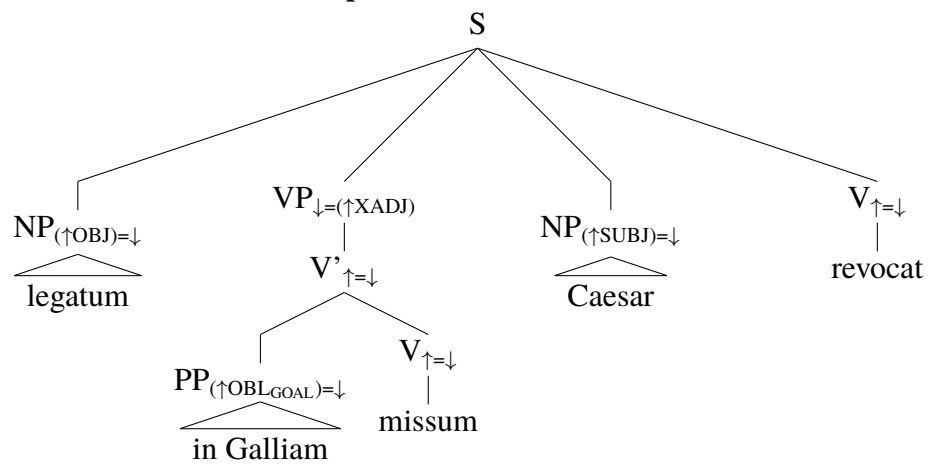 S
NP(↑OBJ)=↓ VP↓=(↑XADJ) NP(↑SUBJ)=↓ V↑=↓
legatum V’↑=↓ Caesar revocat
PP(↑OBLGOAL)=↓ V↑=↓
in Galliam missum